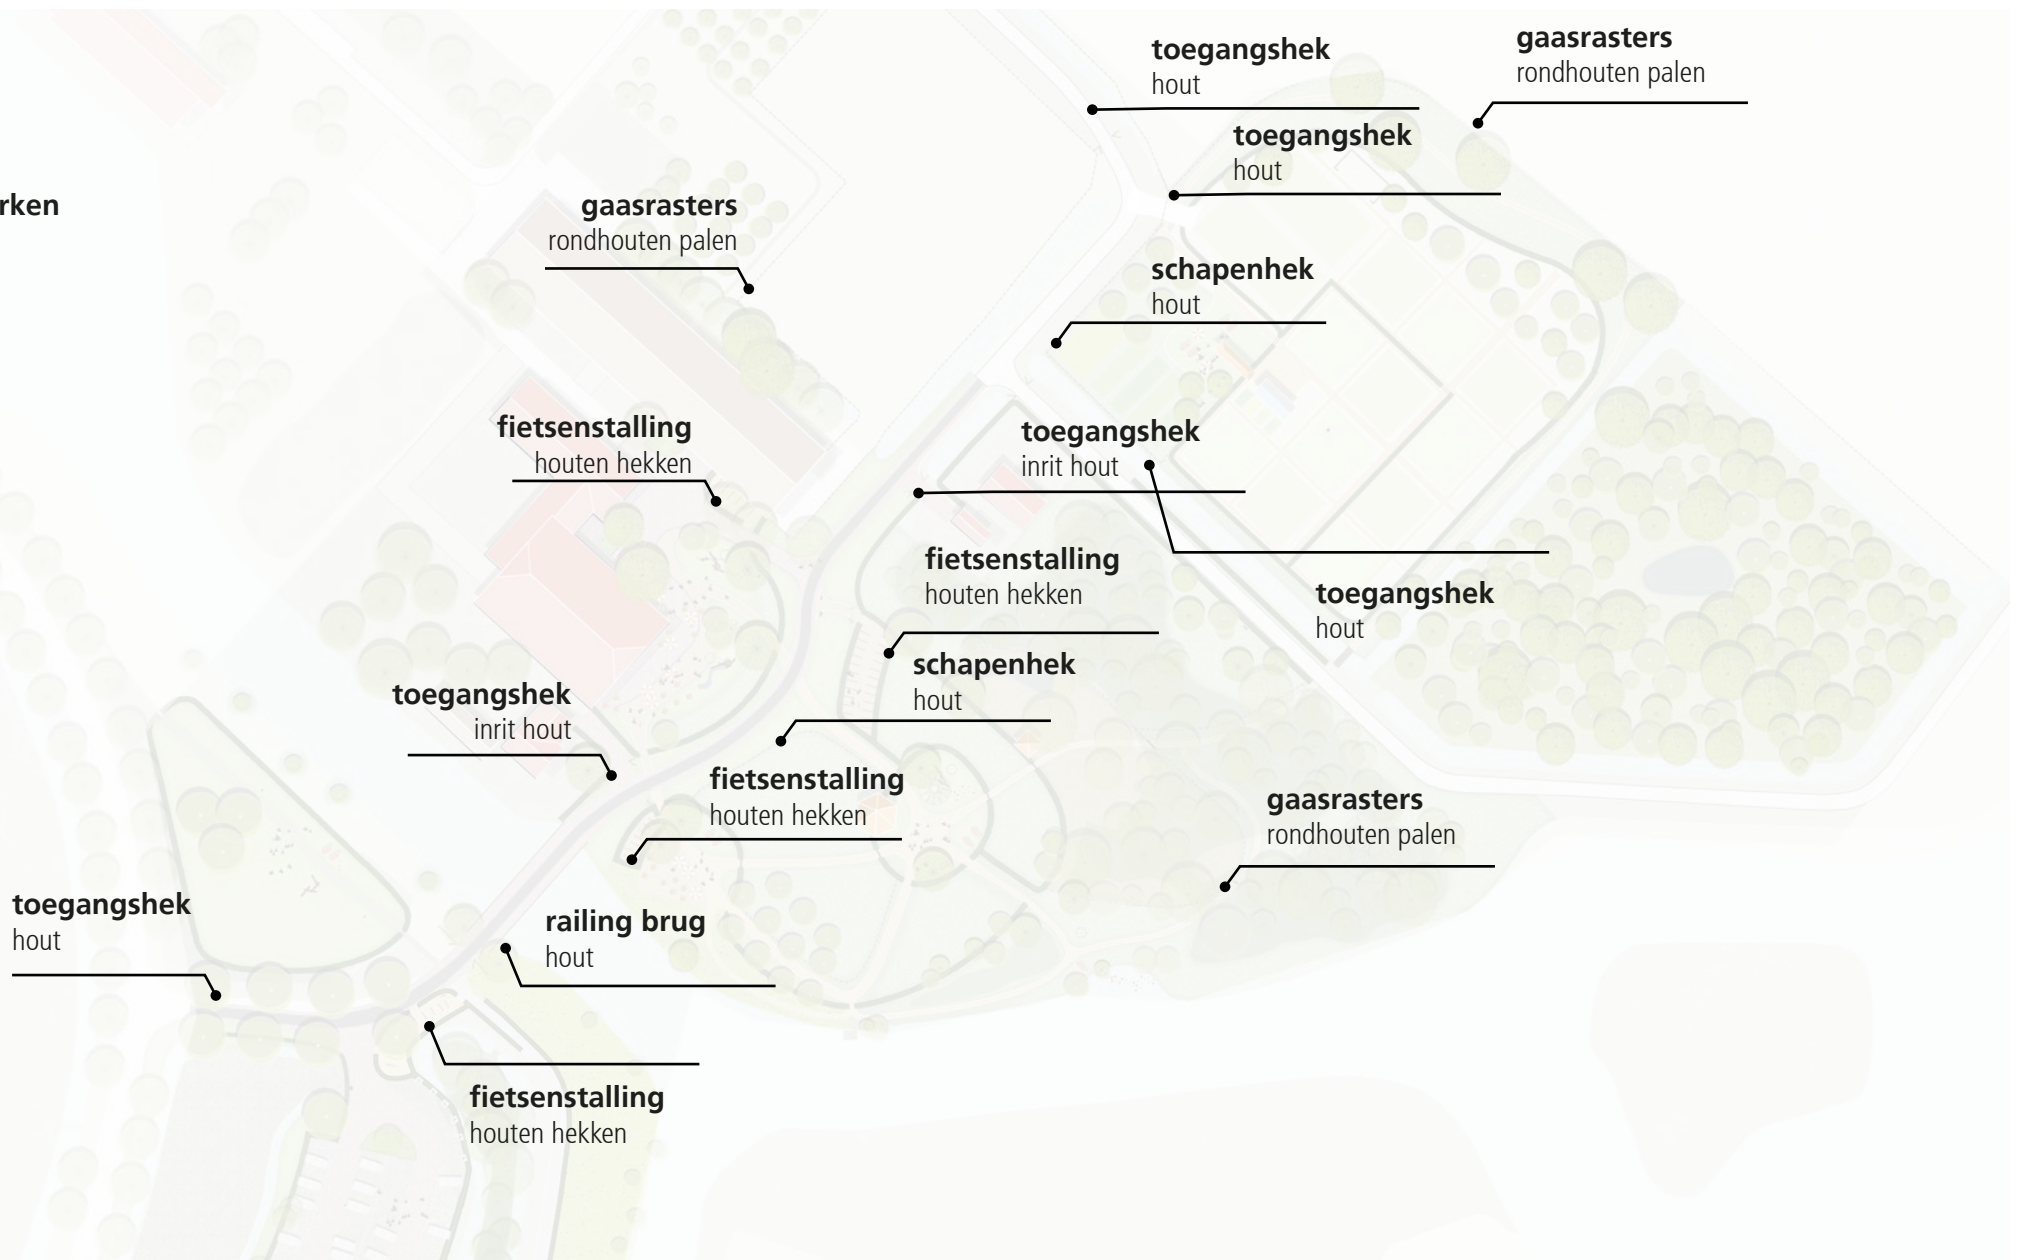 toegangshek
hout
gaasrasters
rondhouten palen
toegangshek
hout
rken
gaasrasters
rondhouten palen
schapenhek
hout
fietsenstalling
houten hekken
toegangshek
inrit hout
fietsenstalling
houten hekken
toegangshek
hout
schapenhek
hout
toegangshek
inrit hout
fietsenstalling
houten hekken
gaasrasters
rondhouten palen
toegangshek
hout
railing brug
hout
fietsenstalling
houten hekken